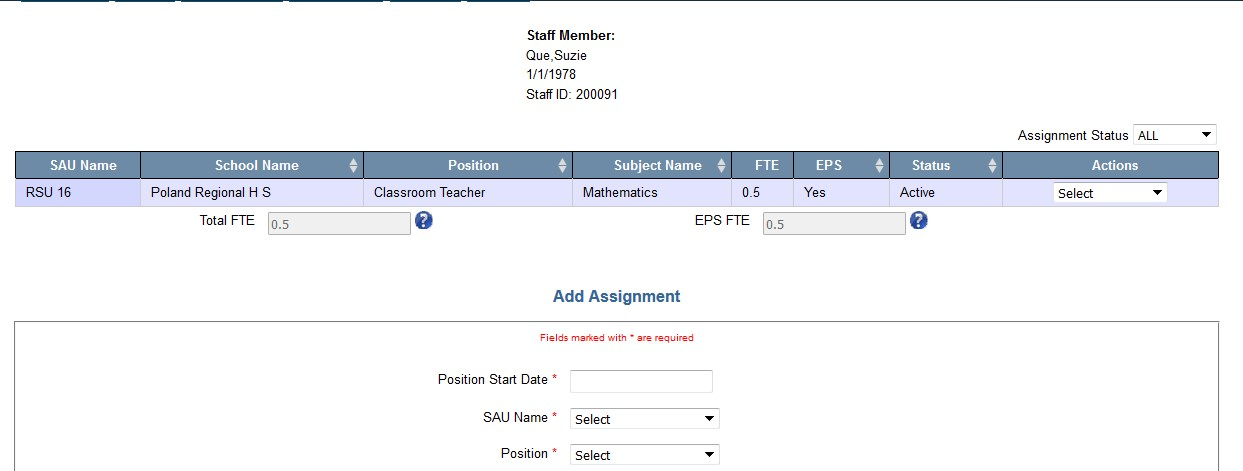 Staff Member:
Que,Suzie
1/1/1978
Staff ID: 200091
Assignment Status ALL
SAU Name School Name Position Subject Name FTE EPS Status Actions
RSU 16 Poland Regional H S Classroom Teacher Mathematics 0.5 Yes Active Select
Total FTE 0.5 ? EPS FTE 0.5 ?
Add Assignment
Fields marked with * are required
Position Start Date *
SAU Name * Select
Position * Select